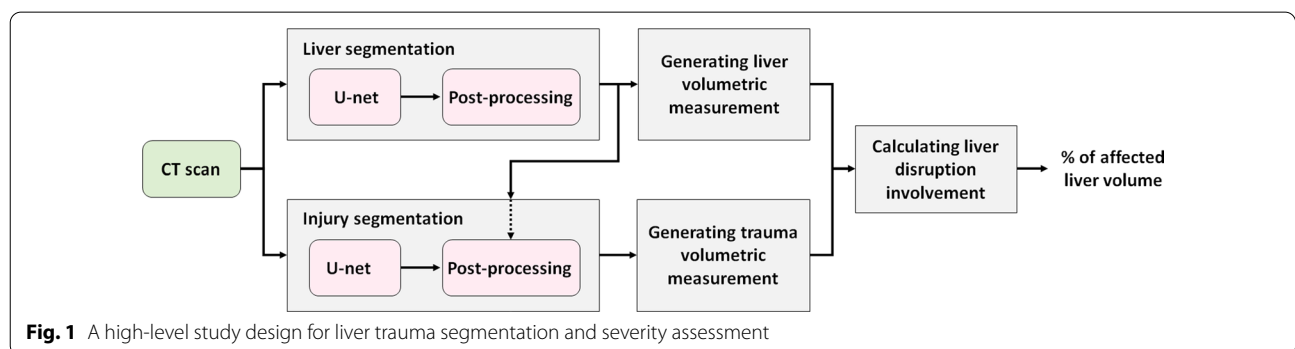 Liver segmentation
U-net
Post-processing
Generating liver
volumetric
measurement
CT scan
Calculating liver
disruption
involvement
% of affected
liver volume
Injury segmentation
U-net
Post-processing
Generating trauma
volumetric
measurement
Fig. 1 A high-level study design for liver trauma segmentation and severity assessment